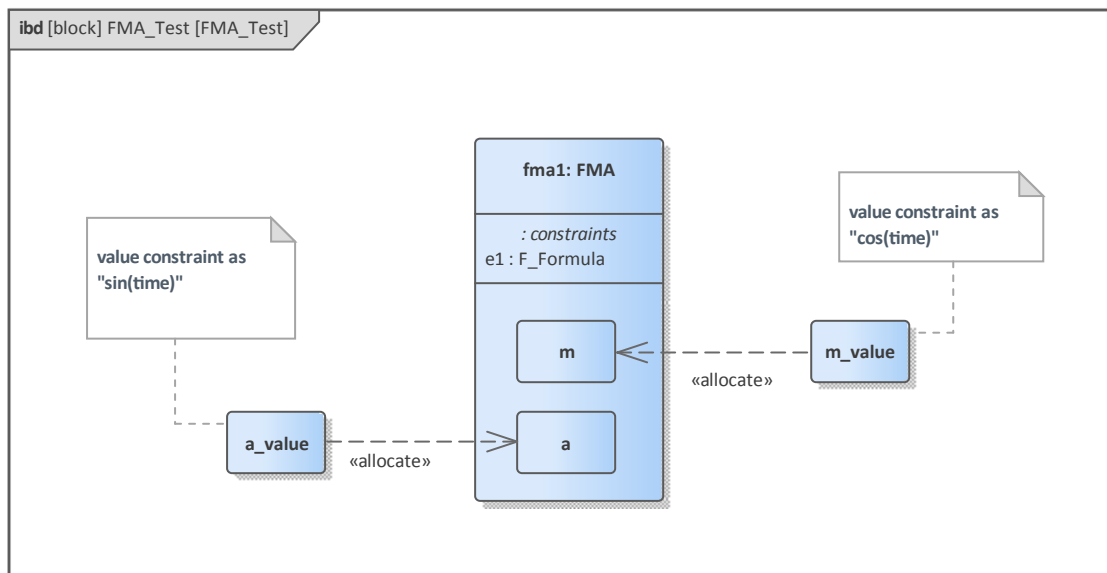 ibd [block] FMA_Test [FMA_Test]
fma1: FMA
: constraints
e1 : F_Formula
value constraint as
"cos(time)"
value constraint as
"sin(time)"
m
m_value
«allocate»
a_value
a
«allocate»